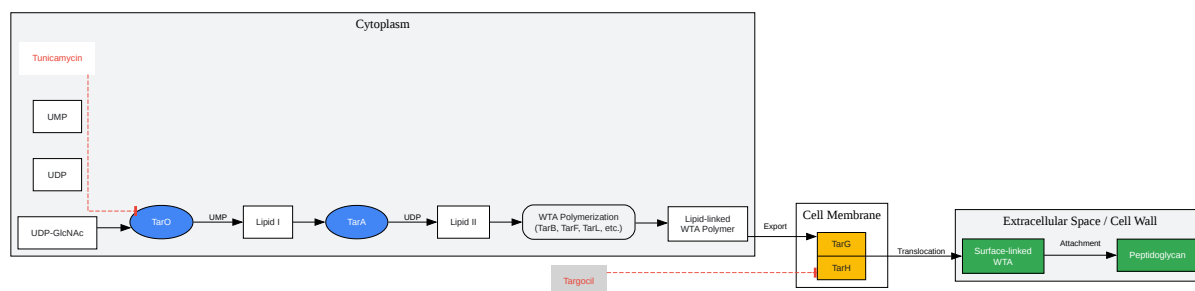 Cytoplasm
Tunicamycin
UMP
UDP
UDP-GlcNAc
TarO
UMP
Lipid I
TarA
UDP
Lipid II
WTA Polymerization
(TarB, TarF, TarL, etc.)
Lipid-linked
WTA Polymer
Export
Cell Membrane
TarG
TarH
Targocil
Translocation
Extracellular Space / Cell Wall
Surface-linked
WTA
Attachment
Peptidoglycan